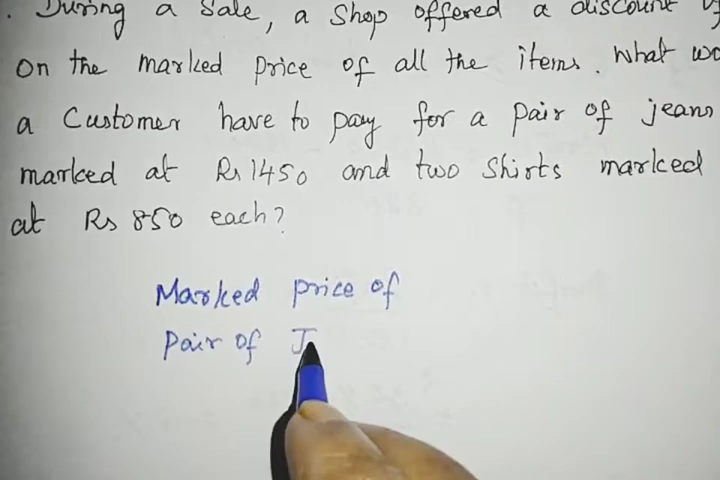 . During a Sale, a Shop offered a discount of
on the marked price of all the items. What
a Customer have to pay for a pair of jeans
marked at Rs 1450 and two Shirts marked
at Rs 850 each?
Marked price of
pair of J